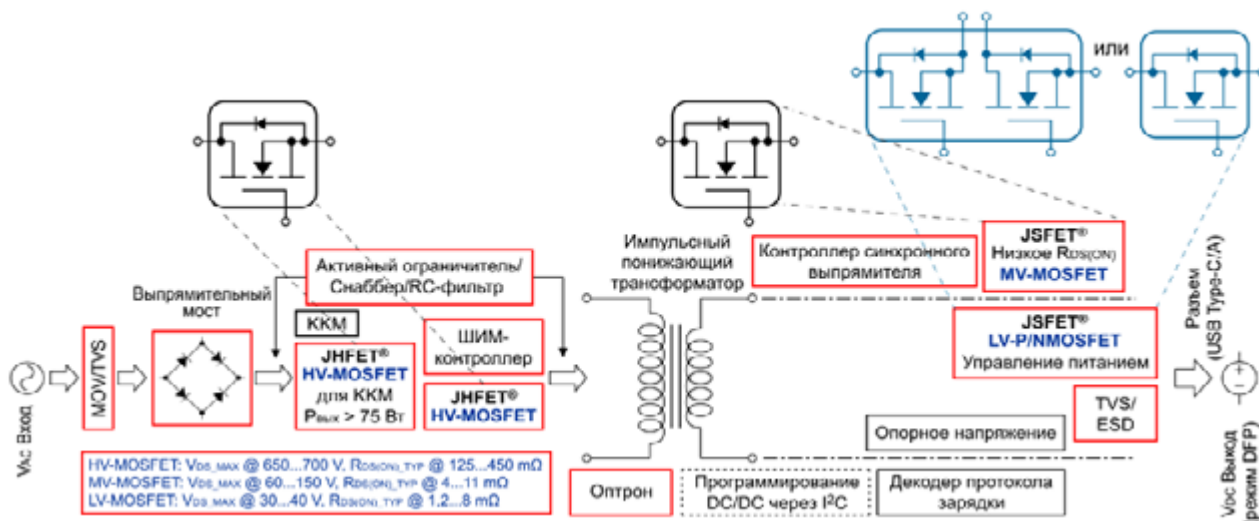 или
Активный ограничитель/
Снаббер/RC-фильтр
Импульсный
понижающий
трансформатор
Контроллер синхронного
выпрямителя
JSFET®
Низкое RDS(ON)
MV-MOSFET
Выпрямительный
мост
ККМ
ШИМ-
контроллер
JHFET®
HV-MOSFET
для ККМ
Pвых > 75 Вт
JHFET®
HV-MOSFET
JSFET®
LV-P/NMOSFET
Управление питанием
Разъем
(USB Type-C/A)
VAC Вход
MOV/TVS
TVS/
ESD
Опорное напряжение
VDC Выход
режим DFP)
HV-MOSFET: VDS_MAX @ 650...700 V, RDS(ON)_TYP @ 125...450 mΩ
MV-MOSFET: VDS_MAX @ 60...150 V, RDS(ON)_TYP @ 4...11 mΩ
LV-MOSFET: VDS_MAX @ 30...40 V, RDS(ON)_TYP @ 1,2...8 mΩ
Оптрон
Программирование
DC/DC через I²C
Декодер протокола
зарядки